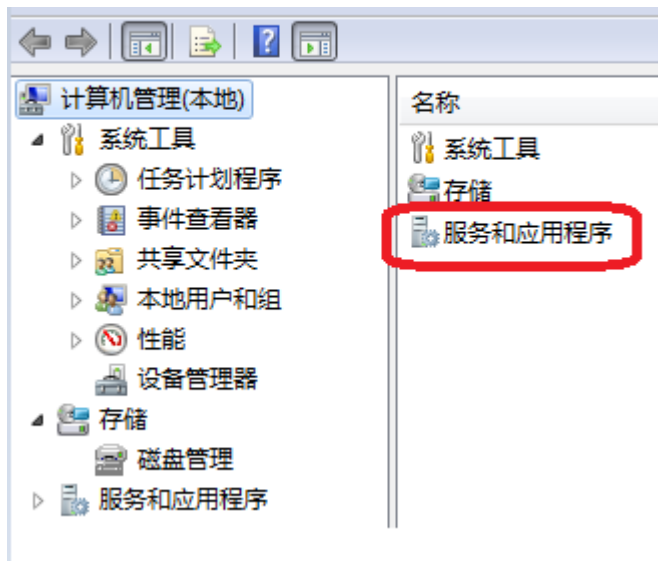 计算机管理(本地)
系统工具
任务计划程序
事件查看器
共享文件夹
本地用户和组
性能
设备管理器
存储
磁盘管理
服务和应用程序
名称
系统工具
存储
服务和应用程序